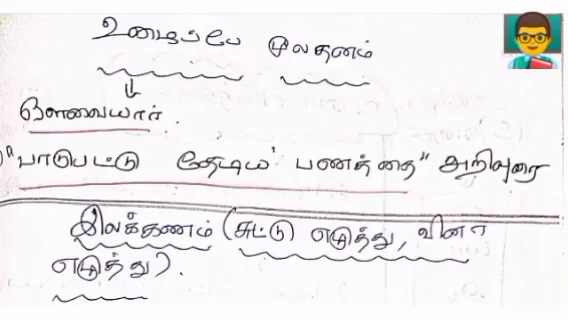 உழைப்பே மூலதனம்
ஔவையார்.
"பாடுபட்டு தேடிய பணத்தை" அறிவுரை
இலக்கணம் (சுட்டு எழுத்து, வினா
எழுத்து).